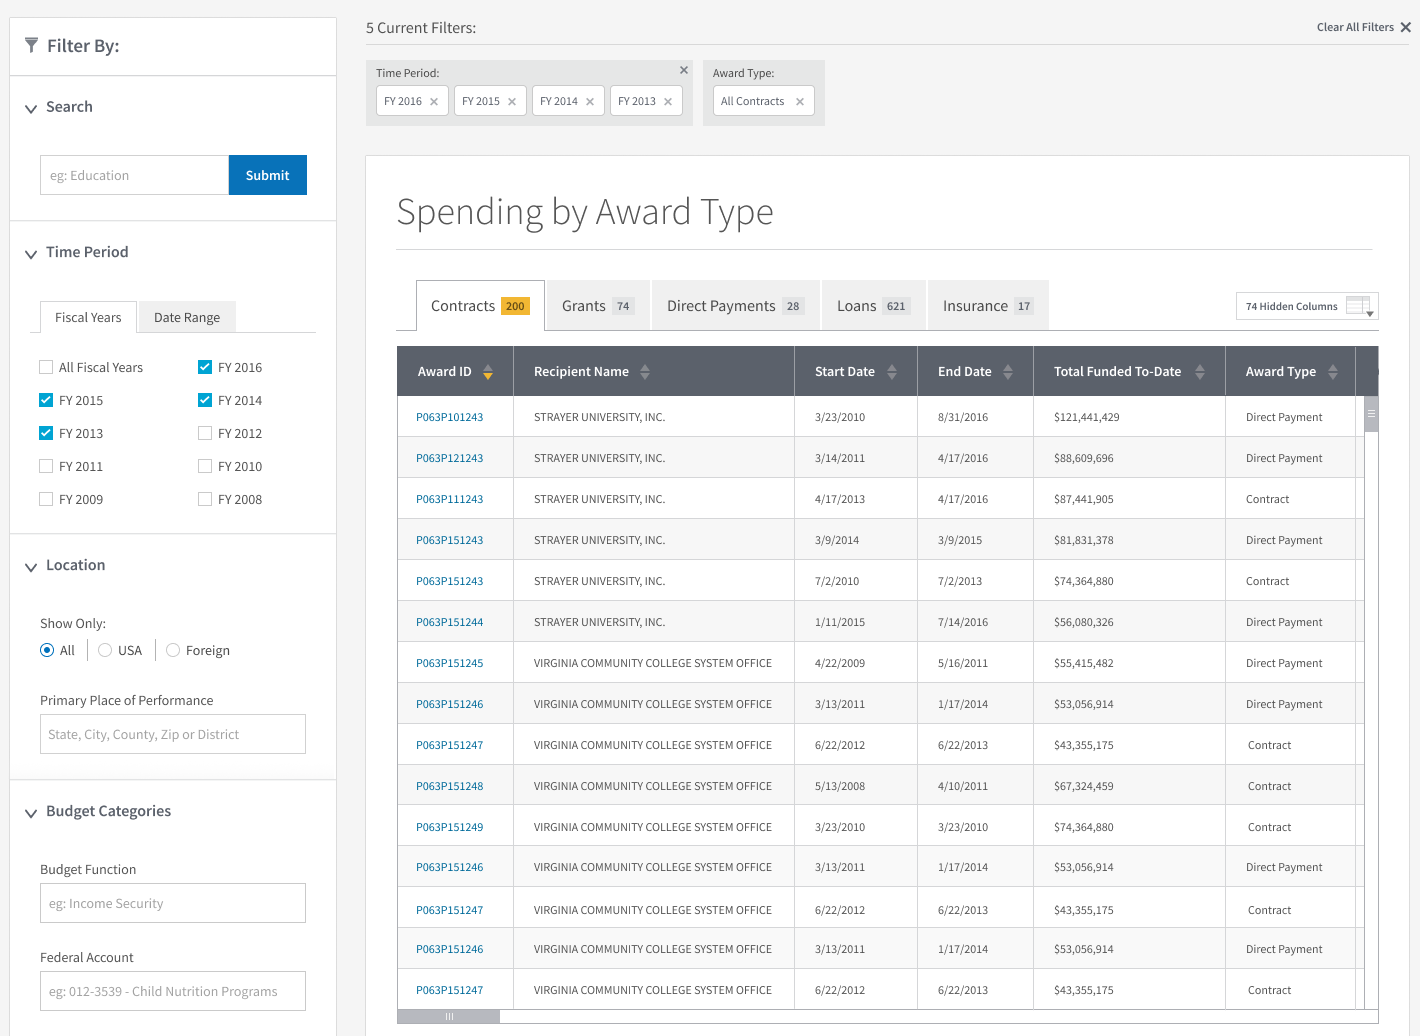 Filter By:
Search
eg: Education
Submit
Time Period
Fiscal Years
Date Range
All Fiscal Years
FY 2016
FY 2015
FY 2014
FY 2013
FY 2012
FY 2011
FY 2010
FY 2009
FY 2008
Location
Show Only:
All
USA
Foreign
Primary Place of Performance
State, City, County, Zip or District
Budget Categories
Budget Function
eg: Income Security
Federal Account
eg: 012-3539 - Child Nutrition Programs
5 Current Filters:
Clear All Filters
Time Period:
FY 2016
FY 2015
FY 2014
FY 2013
Award Type:
All Contracts
Spending by Award Type
Contracts 200
Grants 74
Direct Payments 28
Loans 621
Insurance 17
74 Hidden Columns
Award ID Recipient Name Start Date End Date Total Funded To-Date Award Type
P063P101243 STRAYER UNIVERSITY, INC. 3/23/2010 8/31/2016 $121,441,429 Direct Payment
P063P121243 STRAYER UNIVERSITY, INC. 3/14/2011 4/17/2016 $88,609,696 Direct Payment
P063P111243 STRAYER UNIVERSITY, INC. 4/17/2013 4/17/2016 $87,441,905 Contract
P063P151243 STRAYER UNIVERSITY, INC. 3/9/2014 3/9/2015 $81,831,378 Direct Payment
P063P151243 STRAYER UNIVERSITY, INC. 7/2/2010 7/2/2013 $74,364,880 Contract
P063P151244 STRAYER UNIVERSITY, INC. 1/11/2015 7/14/2016 $56,080,326 Direct Payment
P063P151245 VIRGINIA COMMUNITY COLLEGE SYSTEM OFFICE 4/22/2009 5/16/2011 $55,415,482 Direct Payment
P063P151246 VIRGINIA COMMUNITY COLLEGE SYSTEM OFFICE 3/13/2011 1/17/2014 $53,056,914 Direct Payment
P063P151247 VIRGINIA COMMUNITY COLLEGE SYSTEM OFFICE 6/22/2012 6/22/2013 $43,355,175 Contract
P063P151248 VIRGINIA COMMUNITY COLLEGE SYSTEM OFFICE 5/13/2008 4/10/2011 $67,324,459 Contract
P063P151249 VIRGINIA COMMUNITY COLLEGE SYSTEM OFFICE 3/23/2010 3/23/2010 $74,364,880 Contract
P063P151246 VIRGINIA COMMUNITY COLLEGE SYSTEM OFFICE 3/13/2011 1/17/2014 $53,056,914 Direct Payment
P063P151247 VIRGINIA COMMUNITY COLLEGE SYSTEM OFFICE 6/22/2012 6/22/2013 $43,355,175 Contract
P063P151246 VIRGINIA COMMUNITY COLLEGE SYSTEM OFFICE 3/13/2011 1/17/2014 $53,056,914 Direct Payment
P063P151247 VIRGINIA COMMUNITY COLLEGE SYSTEM OFFICE 6/22/2012 6/22/2013 $43,355,175 Contract